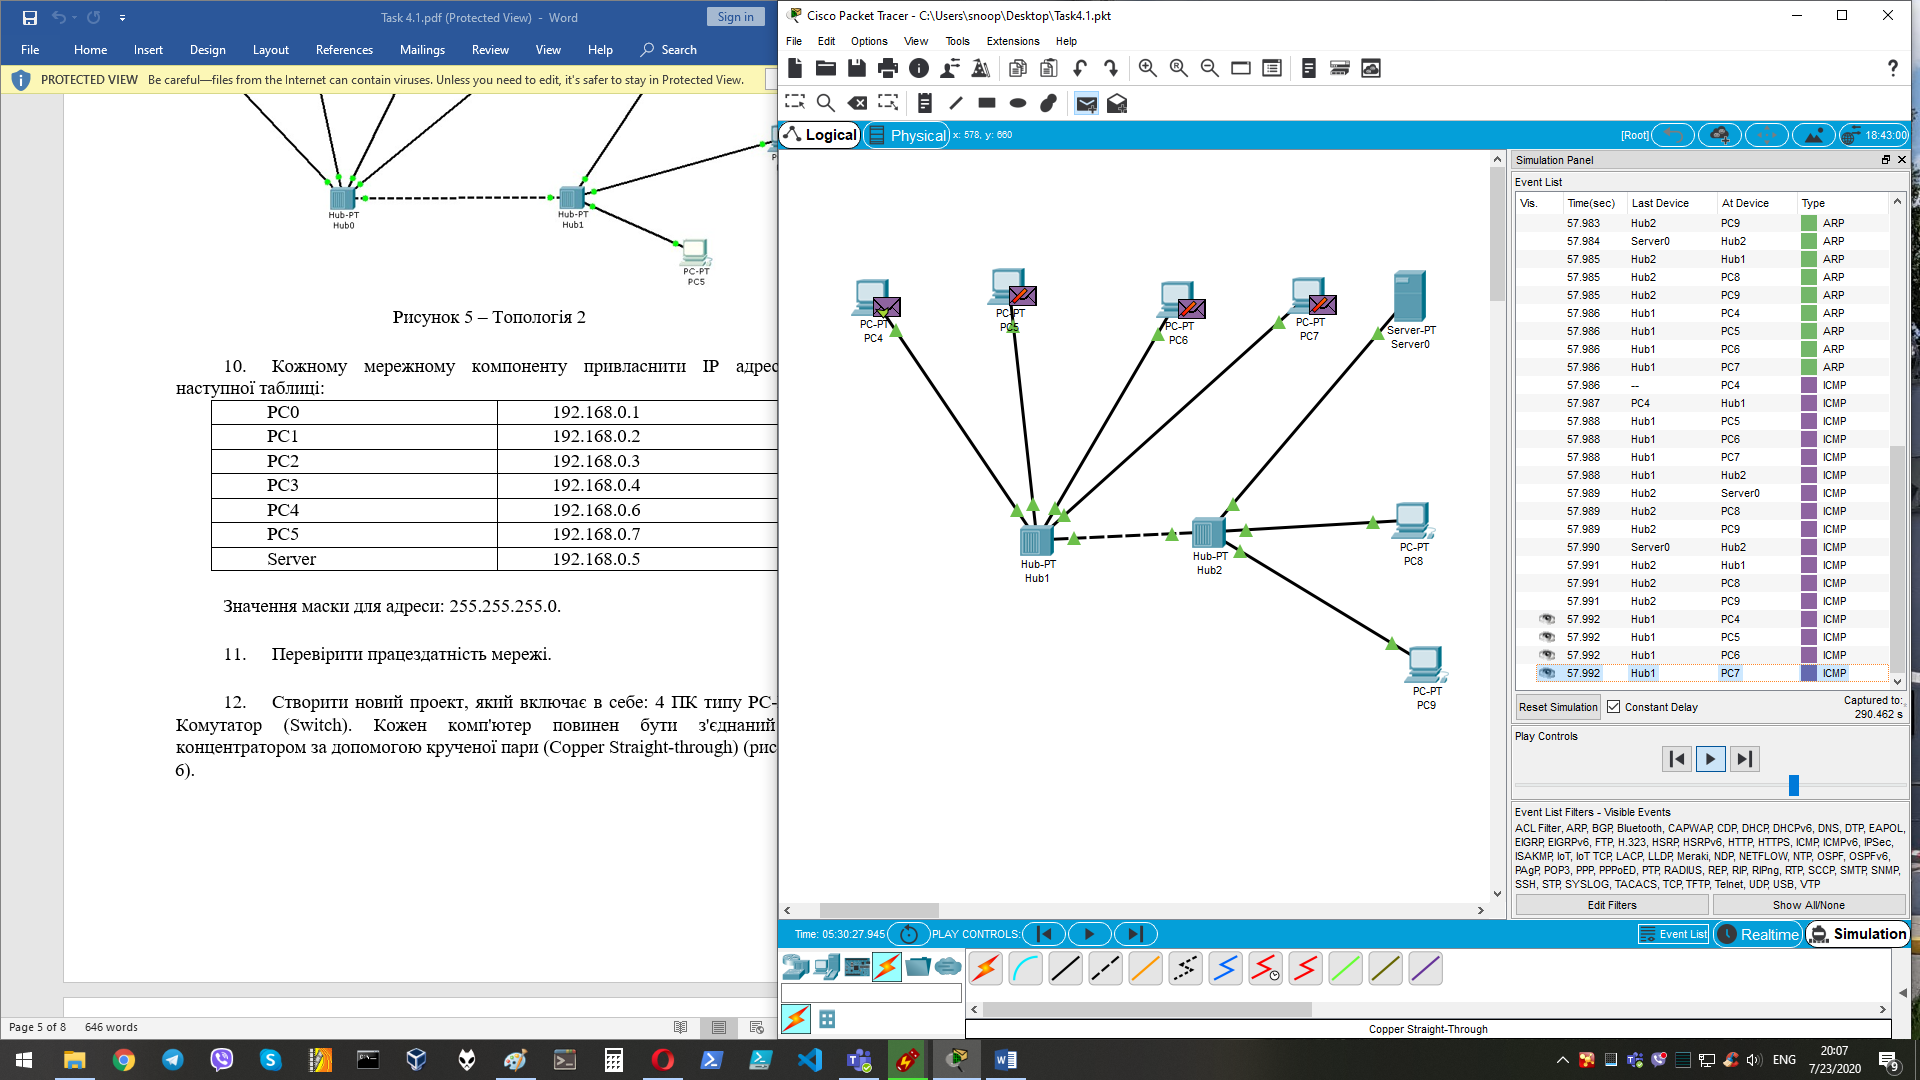 Task 4.1.pdf (Protected View) - Word
Sign in
File Home Insert Design Layout References Mailings Review View Help Search
PROTECTED VIEW Be careful—files from the Internet can contain viruses. Unless you need to edit, it's safer to stay in Protected View.
Hub-PT
Hub0
Hub-PT
Hub1
PC-PT
PC5
Рисунок 5 – Топологія 2
10. Кожному мережному компоненту привласнити IP адрес
наступної таблиці:
PC0 192.168.0.1
PC1 192.168.0.2
PC2 192.168.0.3
PC3 192.168.0.4
PC4 192.168.0.6
PC5 192.168.0.7
Server 192.168.0.5
Значення маски для адреси: 255.255.255.0.
11. Перевірити працездатність мережі.
12. Створити новий проект, який включає в себе: 4 ПК типу PC-
Комутатор (Switch). Кожен комп'ютер повинен бути з'єднаний
концентратором за допомогою крученої пари (Copper Straight-through) (рис
6).
Page 5 of 8 646 words
Cisco Packet Tracer - C:\Users\snoop\Desktop\Task4.1.pkt
File Edit Options View Tools Extensions Help
?
Logical Physical x: 578, y: 660
[Root] 18:43:00
PC-PT
PC4
PC-PT
PC5
PC-PT
PC6
PC-PT
PC7
Server-PT
Server0
Hub-PT
Hub1
Hub-PT
Hub2
PC-PT
PC8
PC-PT
PC9
Simulation Panel
Event List
Vis. Time(sec) Last Device At Device Type
57.983 Hub2 PC9 ARP
57.984 Server0 Hub2 ARP
57.985 Hub2 Hub1 ARP
57.985 Hub2 PC8 ARP
57.985 Hub2 PC9 ARP
57.986 Hub1 PC4 ARP
57.986 Hub1 PC5 ARP
57.986 Hub1 PC6 ARP
57.986 Hub1 PC7 ARP
57.986 -- PC4 ICMP
57.987 PC4 Hub1 ICMP
57.988 Hub1 PC5 ICMP
57.988 Hub1 PC6 ICMP
57.988 Hub1 PC7 ICMP
57.988 Hub1 Hub2 ICMP
57.989 Hub2 Server0 ICMP
57.989 Hub2 PC8 ICMP
57.989 Hub2 PC9 ICMP
57.990 Server0 Hub2 ICMP
57.991 Hub2 Hub1 ICMP
57.991 Hub2 PC8 ICMP
57.991 Hub2 PC9 ICMP
57.992 Hub1 PC4 ICMP
57.992 Hub1 PC5 ICMP
57.992 Hub1 PC6 ICMP
57.992 Hub1 PC7 ICMP
Reset Simulation Constant Delay Captured to:
290.462 s
Play Controls
Event List Filters - Visible Events
ACL Filter, ARP, BGP, Bluetooth, CAPWAP, CDP, DHCP, DHCPv6, DNS, DTP, EAPOL,
EIGRP, EIGRPv6, FTP, H.323, HSRP, HSRPv6, HTTP, HTTPS, ICMP, ICMPv6, IPSec,
ISAKMP, IoT, IoT TCP, LACP, LLDP, Meraki, NDP, NETFLOW, NTP, OSPF, OSPFv6,
PAgP, POP3, PPP, PPPoED, PTP, RADIUS, REP, RIP, RIPng, RTP, SCCP, SMTP, SNMP,
SSH, STP, SYSLOG, TACACS, TCP, TFTP, Telnet, UDP, USB, VTP
Edit Filters Show All/None
Time: 05:30:27.945 PLAY CONTROLS: Event List Realtime Simulation
Copper Straight-Through
ENG 20:07
7/23/2020
9